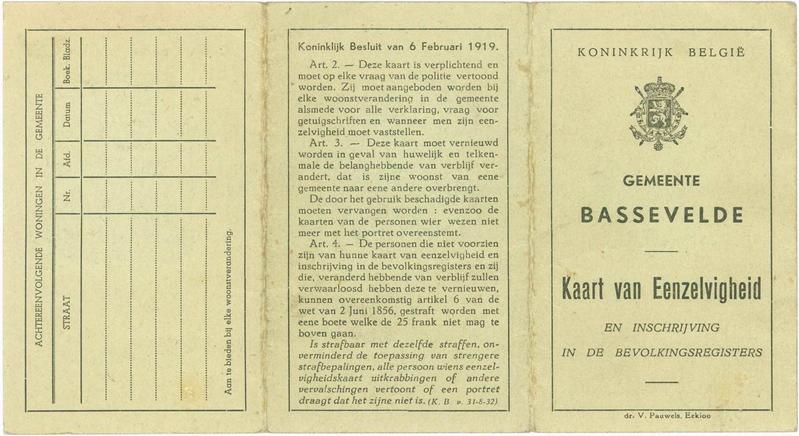 ACHTEREENVOLGENDE WONINGEN IN DE GEMEENTE
STRAAT
Nr.
Afd.
Datum
Boek. Bladz.
Aan te bieden bij elke woonstverandering.
Koninklijk Besluit van 6 Februari 1919.
Art. 2. — Deze kaart is verplichtend en
moet op elke vraag van de politie vertoond
worden. Zij moet aangeboden worden bij
elke woonstverandering in de gemeente
alsmede voor alle verklaring, vraag voor
getuigschriften en wanneer men zijn een-
zelvigheid moet vaststellen.
Art. 3. — Deze kaart moet vernieuwd
worden in geval van huwelijk en telken-
male de belanghebbende van verblijf ver-
andert, dat is zijne woonst van eene
gemeente naar eene andere overbrengt.
De door het gebruik beschadigde kaarten
moeten vervangen worden : evenzoo de
kaarten van de personen wier wezen niet
meer met het portret overeenstemt.
Art. 4. — De personen die niet voorzien
zijn van hunne kaart van eenzelvigheid en
inschrijving in de bevolkingsregisters en zij
die, veranderd hebbende van verblijf zullen
verwaarloosd hebben deze te vernieuwen,
kunnen overeenkomstig artikel 6 van de
wet van 2 Juni 1856, gestraft worden met
eene boete welke de 25 frank niet mag te
boven gaan.
Is strafbaar met dezelfde straffen, on-
verminderd de toepassing van strengere
strafbepalingen, alle persoon wiens eenzel-
vigheidskaart uitkrabbingen of andere
vervalschingen vertoont of een portret
draagt dat het zijne niet is. (K. B. v. 31-8-32)
KONINKRIJK BELGIË
GEMEENTE
BASSEVELDE
Kaart van Eenzelvigheid
EN INSCHRIJVING
IN DE BEVOLKINGSREGISTERS
dr. V. Pauwels, Eekloo